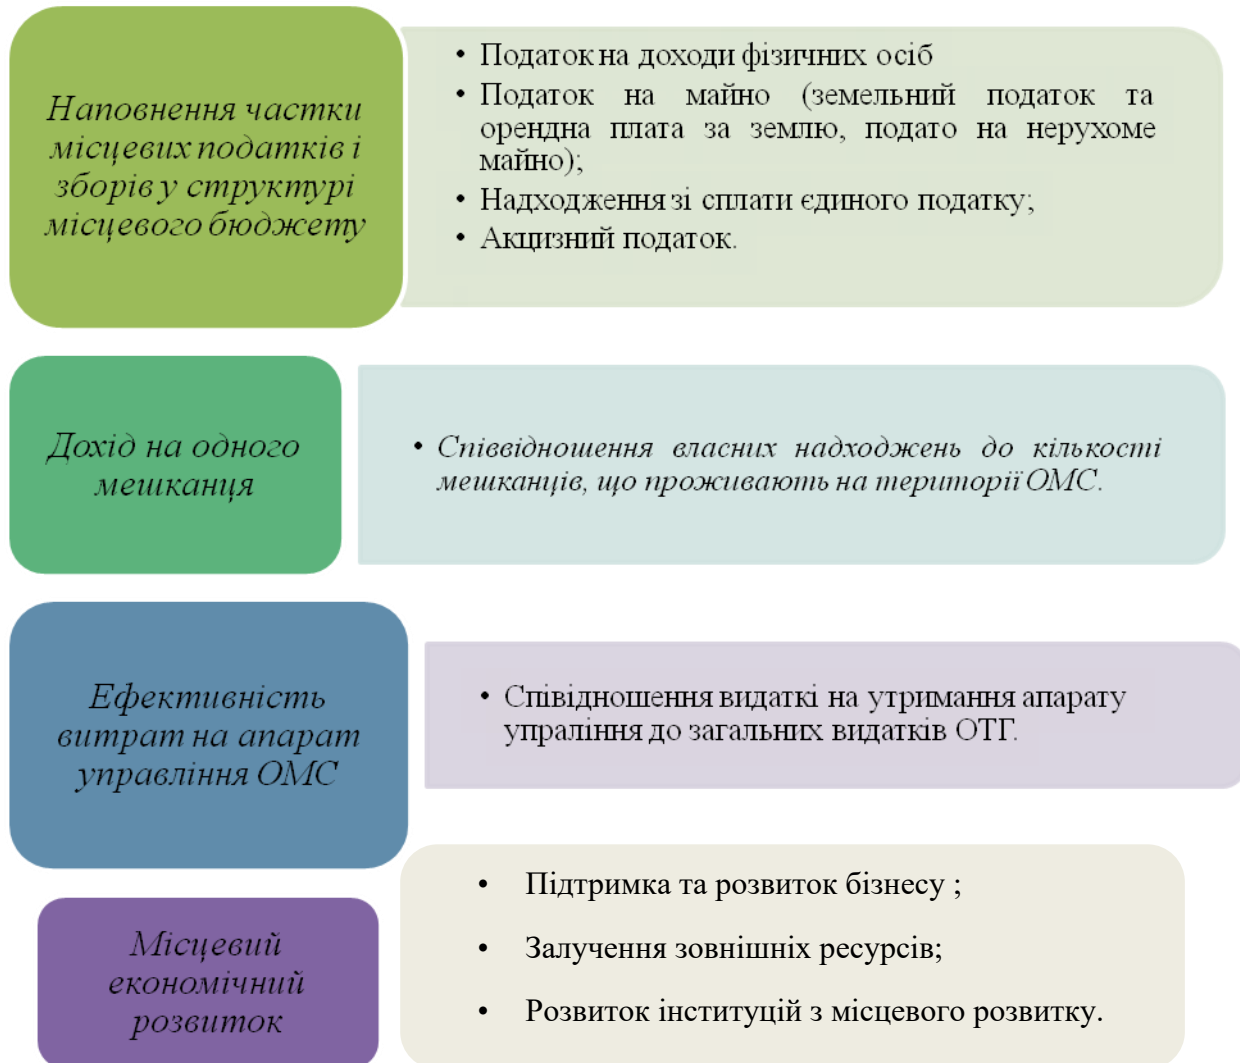 Наповнення частки
місцевих податків і
зборів у структурі
місцевого бюджету
• Податок на доходи фізичних осіб
• Податок на майно (земельний податок та
орендна плата за землю, подато на нерухоме
майно);
• Надходження зі сплати єдиного податку;
• Акцизний податок.
Дохід на одного
мешканця
• Співвідношення власних надходжень до кількості
мешканців, що проживають на території ОМС.
Ефективність
витрат на апарат
управління ОМС
• Співідношення видаткі на утримання апарату
упраління до загальних видатків ОТГ.
Місцевий
економічний
розвиток
• Підтримка та розвиток бізнесу ;
• Залучення зовнішніх ресурсів;
• Розвиток інституцій з місцевого розвитку.